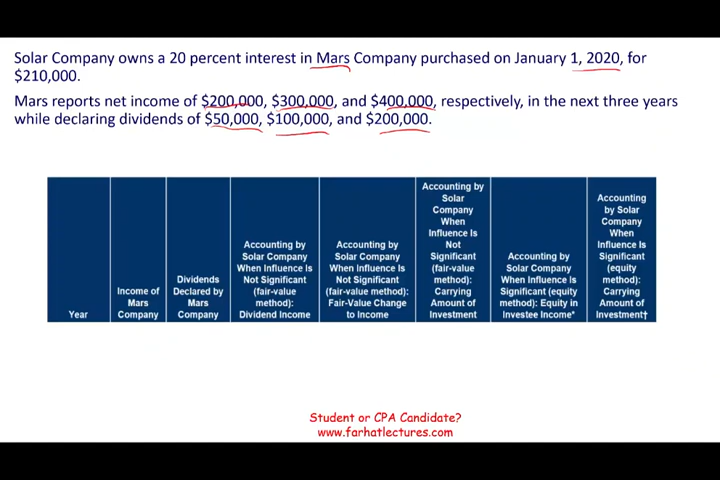 Solar Company owns a 20 percent interest in Mars Company purchased on January 1, 2020, for
$210,000.
Mars reports net income of $200,000, $300,000, and $400,000, respectively, in the next three years
while declaring dividends of $50,000, $100,000, and $200,000.
Year
Income of
Mars
Company
Dividends
Declared by
Mars
Company
Accounting by
Solar Company
When Influence Is
Not Significant
(fair-value
method):
Dividend Income
Accounting by
Solar Company
When Influence Is
Not Significant
(fair-value method):
Fair-Value Change
to Income
Accounting by
Solar
Company
When
Influence Is
Not
Significant
(fair-value
method):
Carrying
Amount of
Investment
Accounting by
Solar Company
When Influence Is
Significant (equity
method): Equity in
Investee Income*
Accounting
by Solar
Company
When
Influence Is
Significant
(equity
method):
Carrying
Amount of
Investment†
Student or CPA Candidate?
www.farhatlectures.com